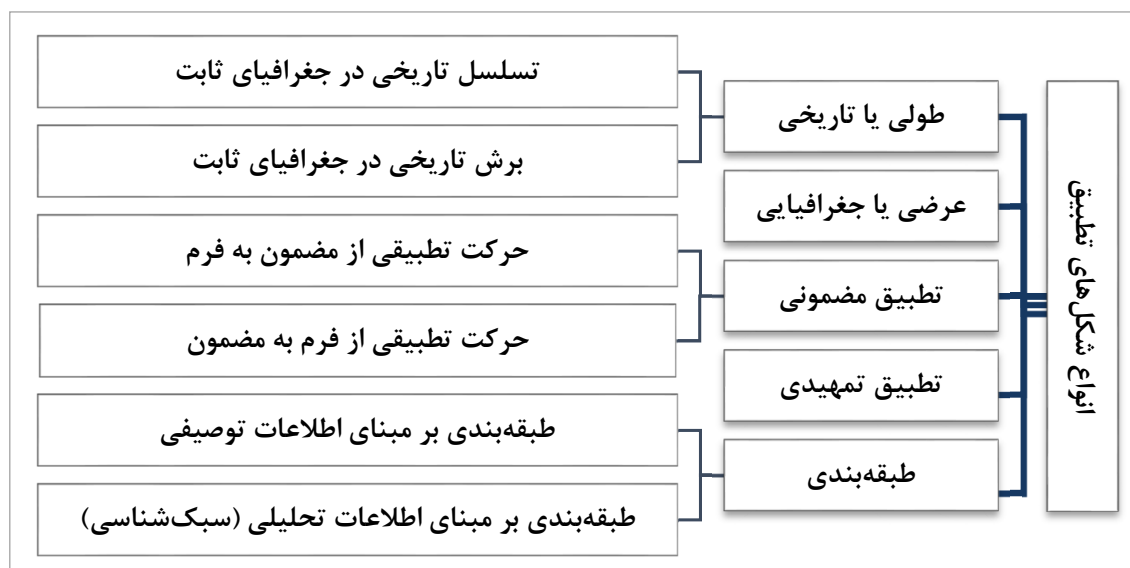 انواع شکل‌های تطبیق
طولی یا تاریخی
تسلسل تاریخی در جغرافیای ثابت
برش تاریخی در جغرافیای ثابت
عرضی یا جغرافیایی
تطبیق مضمونی
حرکت تطبیقی از مضمون به فرم
حرکت تطبیقی از فرم به مضمون
تطبیق تمهیدی
طبقه‌بندی
طبقه‌بندی بر مبنای اطلاعات توصیفی
طبقه‌بندی بر مبنای اطلاعات تحلیلی (سبک‌شناسی)